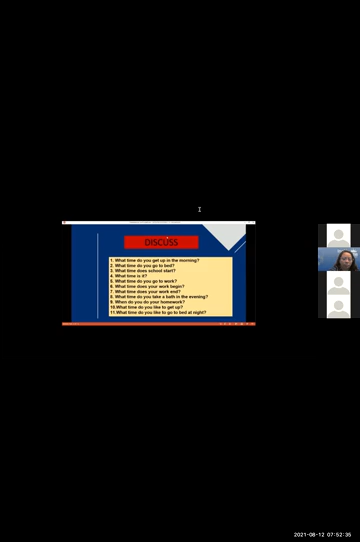 DISCUSS
1. What time do you get up in the morning?
2. What time do you go to bed?
3. What time does school start?
4. What time is it?
5. What time do you go to work?
6. What time does your work begin?
7. What time does your work end?
8. What time do you take a bath in the evening?
9. When do you do your homework?
10.What time do you like to get up?
11.What time do you like to go to bed at night?
2021-08-12 07:52:35